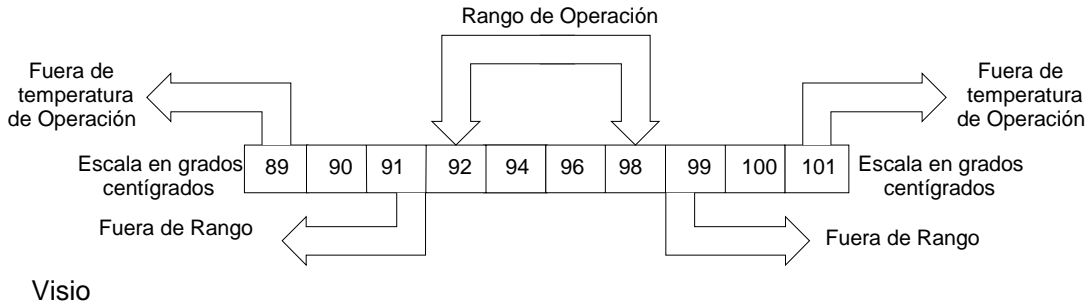 Rango de Operación
Fuera de
temperatura
de Operación
Fuera de
temperatura
de Operación
Escala en grados
centígrados
89 90 91 92 94 96 98 99 100 101
Escala en grados
centígrados
Fuera de Rango
Fuera de Rango
Visio